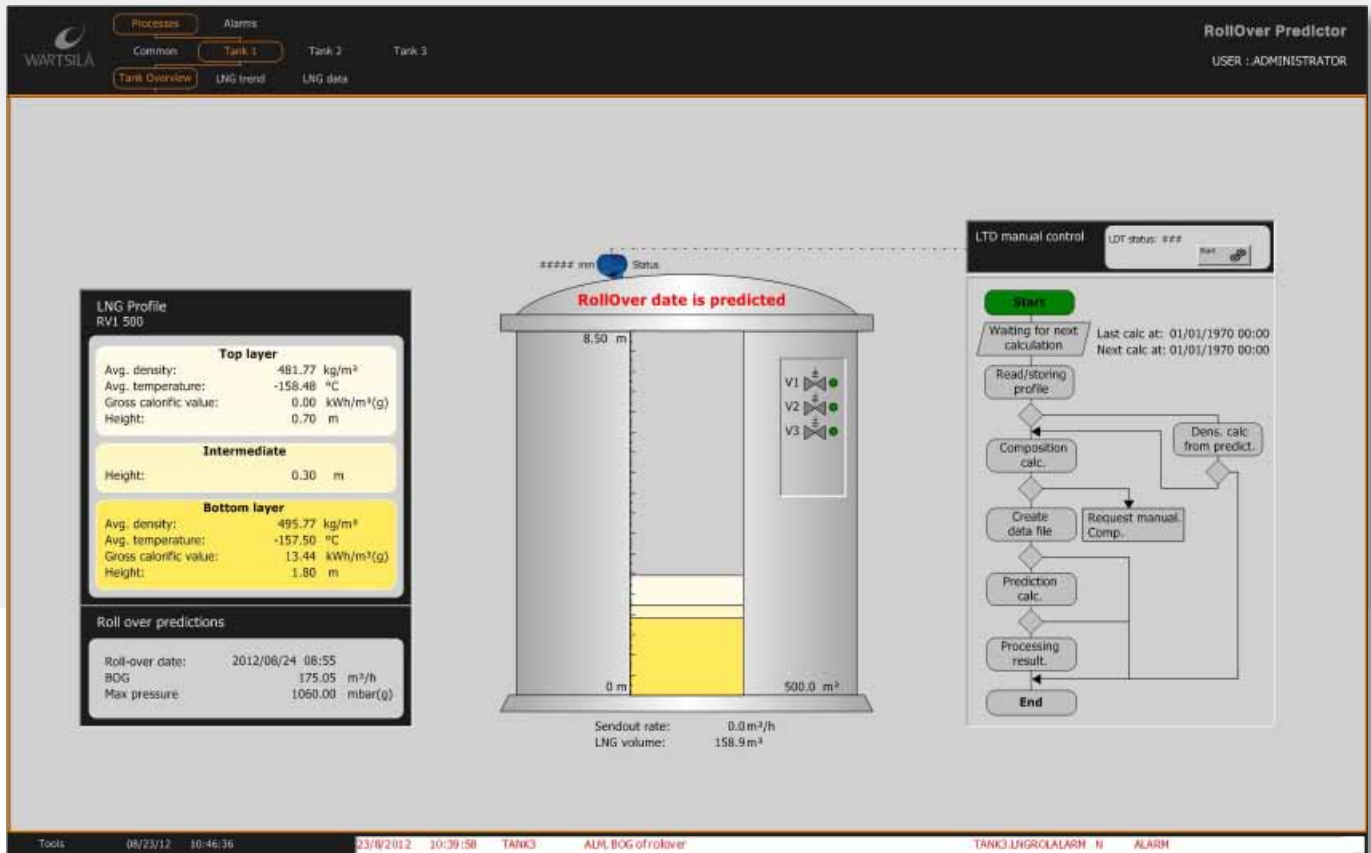 WÄRTSILÄ
Processes Alarms
Common Tank 1 Tank 2 Tank 3
Tank Overview LNG trend LNG data
RollOver Predictor
USER :.ADMINISTRATOR
LNG Profile
RV1 500
Top layer
Avg. density: 481.77 kg/m³
Avg. temperature: -158.48 °C
Gross calorific value: 0.00 kWh/m³(g)
Height: 0.70 m
Intermediate
Height: 0.30 m
Bottom layer
Avg. density: 495.77 kg/m³
Avg. temperature: -157.50 °C
Gross calorific value: 13.44 kWh/m³(g)
Height: 1.80 m
Roll over predictions
Roll-over date: 2012/08/24 08:55
BOG 175.05 m³/h
Max pressure 1060.00 mbar(g)
##### mm Status
RollOver date is predicted
8.50 m
V1
V2
V3
0 m 500.0 m³
Sendout rate: 0.0 m³/h
LNG volume: 158.9 m³
LTD manual control
LDT status: ###
Start
Start
Waiting for next calculation
Last calc at: 01/01/1970 00:00
Next calc at: 01/01/1970 00:00
Read/storing profile
Dens. calc from predict.
Composition calc.
Create data file
Request manual. Comp.
Prediction calc.
Processing result.
End
Tools 08/23/12 10:46:36 23/8/2012 10:39:58 TANK3 ALM, BOG of rolover TANK3.LNGROLALARM N ALARM